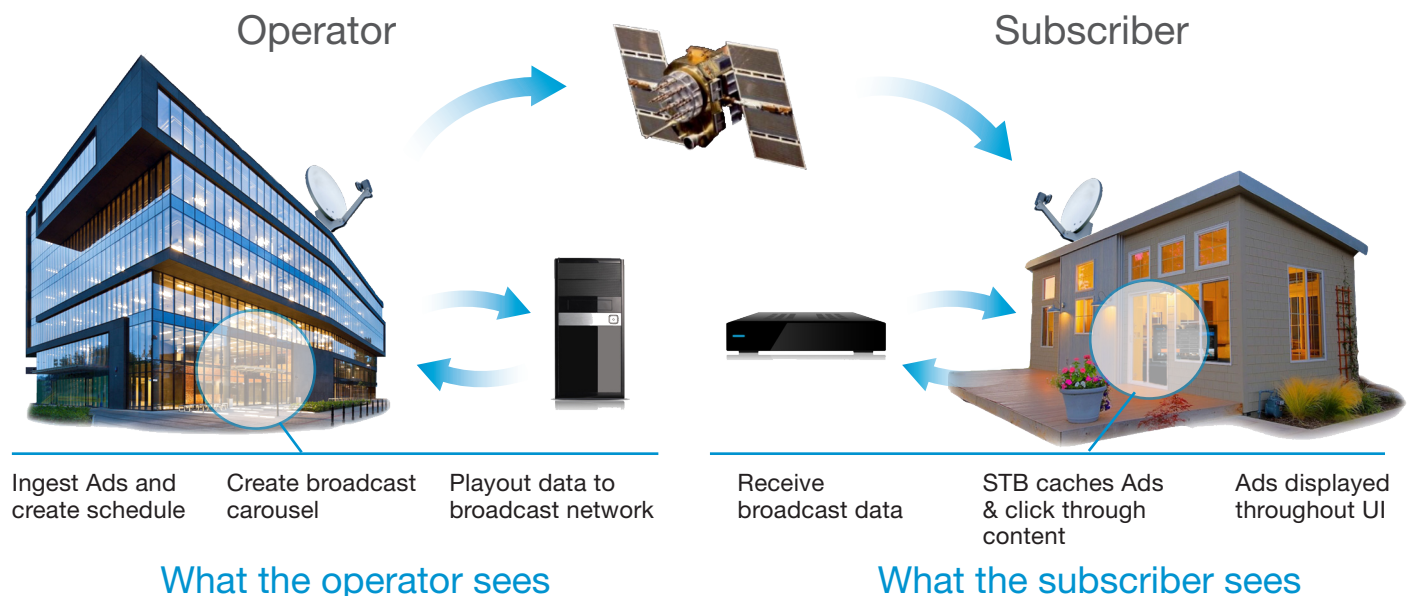 Operator
Subscriber
Ingest Ads and
create schedule
Create broadcast
carousel
Playout data to
broadcast network
Receive
broadcast data
STB caches Ads
& click through
content
Ads displayed
throughout UI
What the operator sees
What the subscriber sees